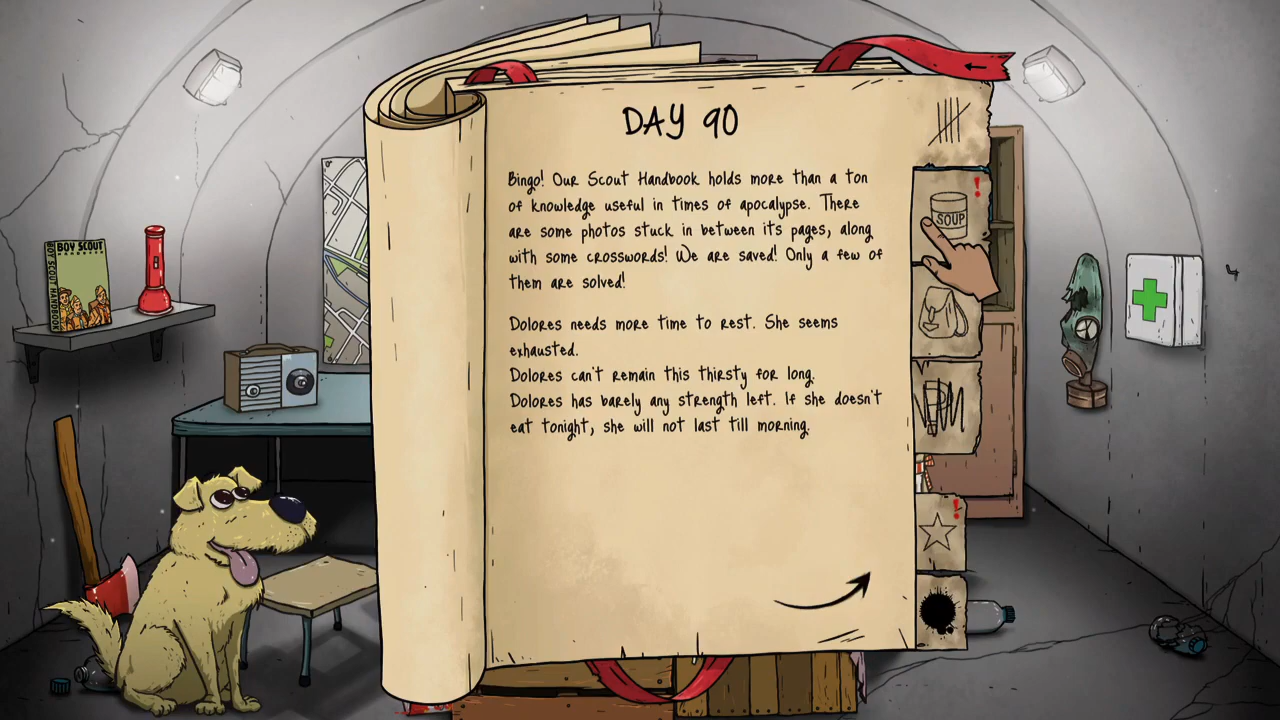 DAY 90
Bingo! Our Scout Handbook holds more than a ton
of knowledge useful in times of apocalypse. There
are some photos stuck in between its pages, along
with some crosswords! We are saved! Only a few of
them are solved!
Dolores needs more time to rest. She seems
exhausted.
Dolores can't remain this thirsty for long.
Dolores has barely any strength left. If she doesn't
eat tonight, she will not last till morning.
!
SOUP
!
BOY SCOUT
HANDBOOK
BOY SCOUT HANDBOOK